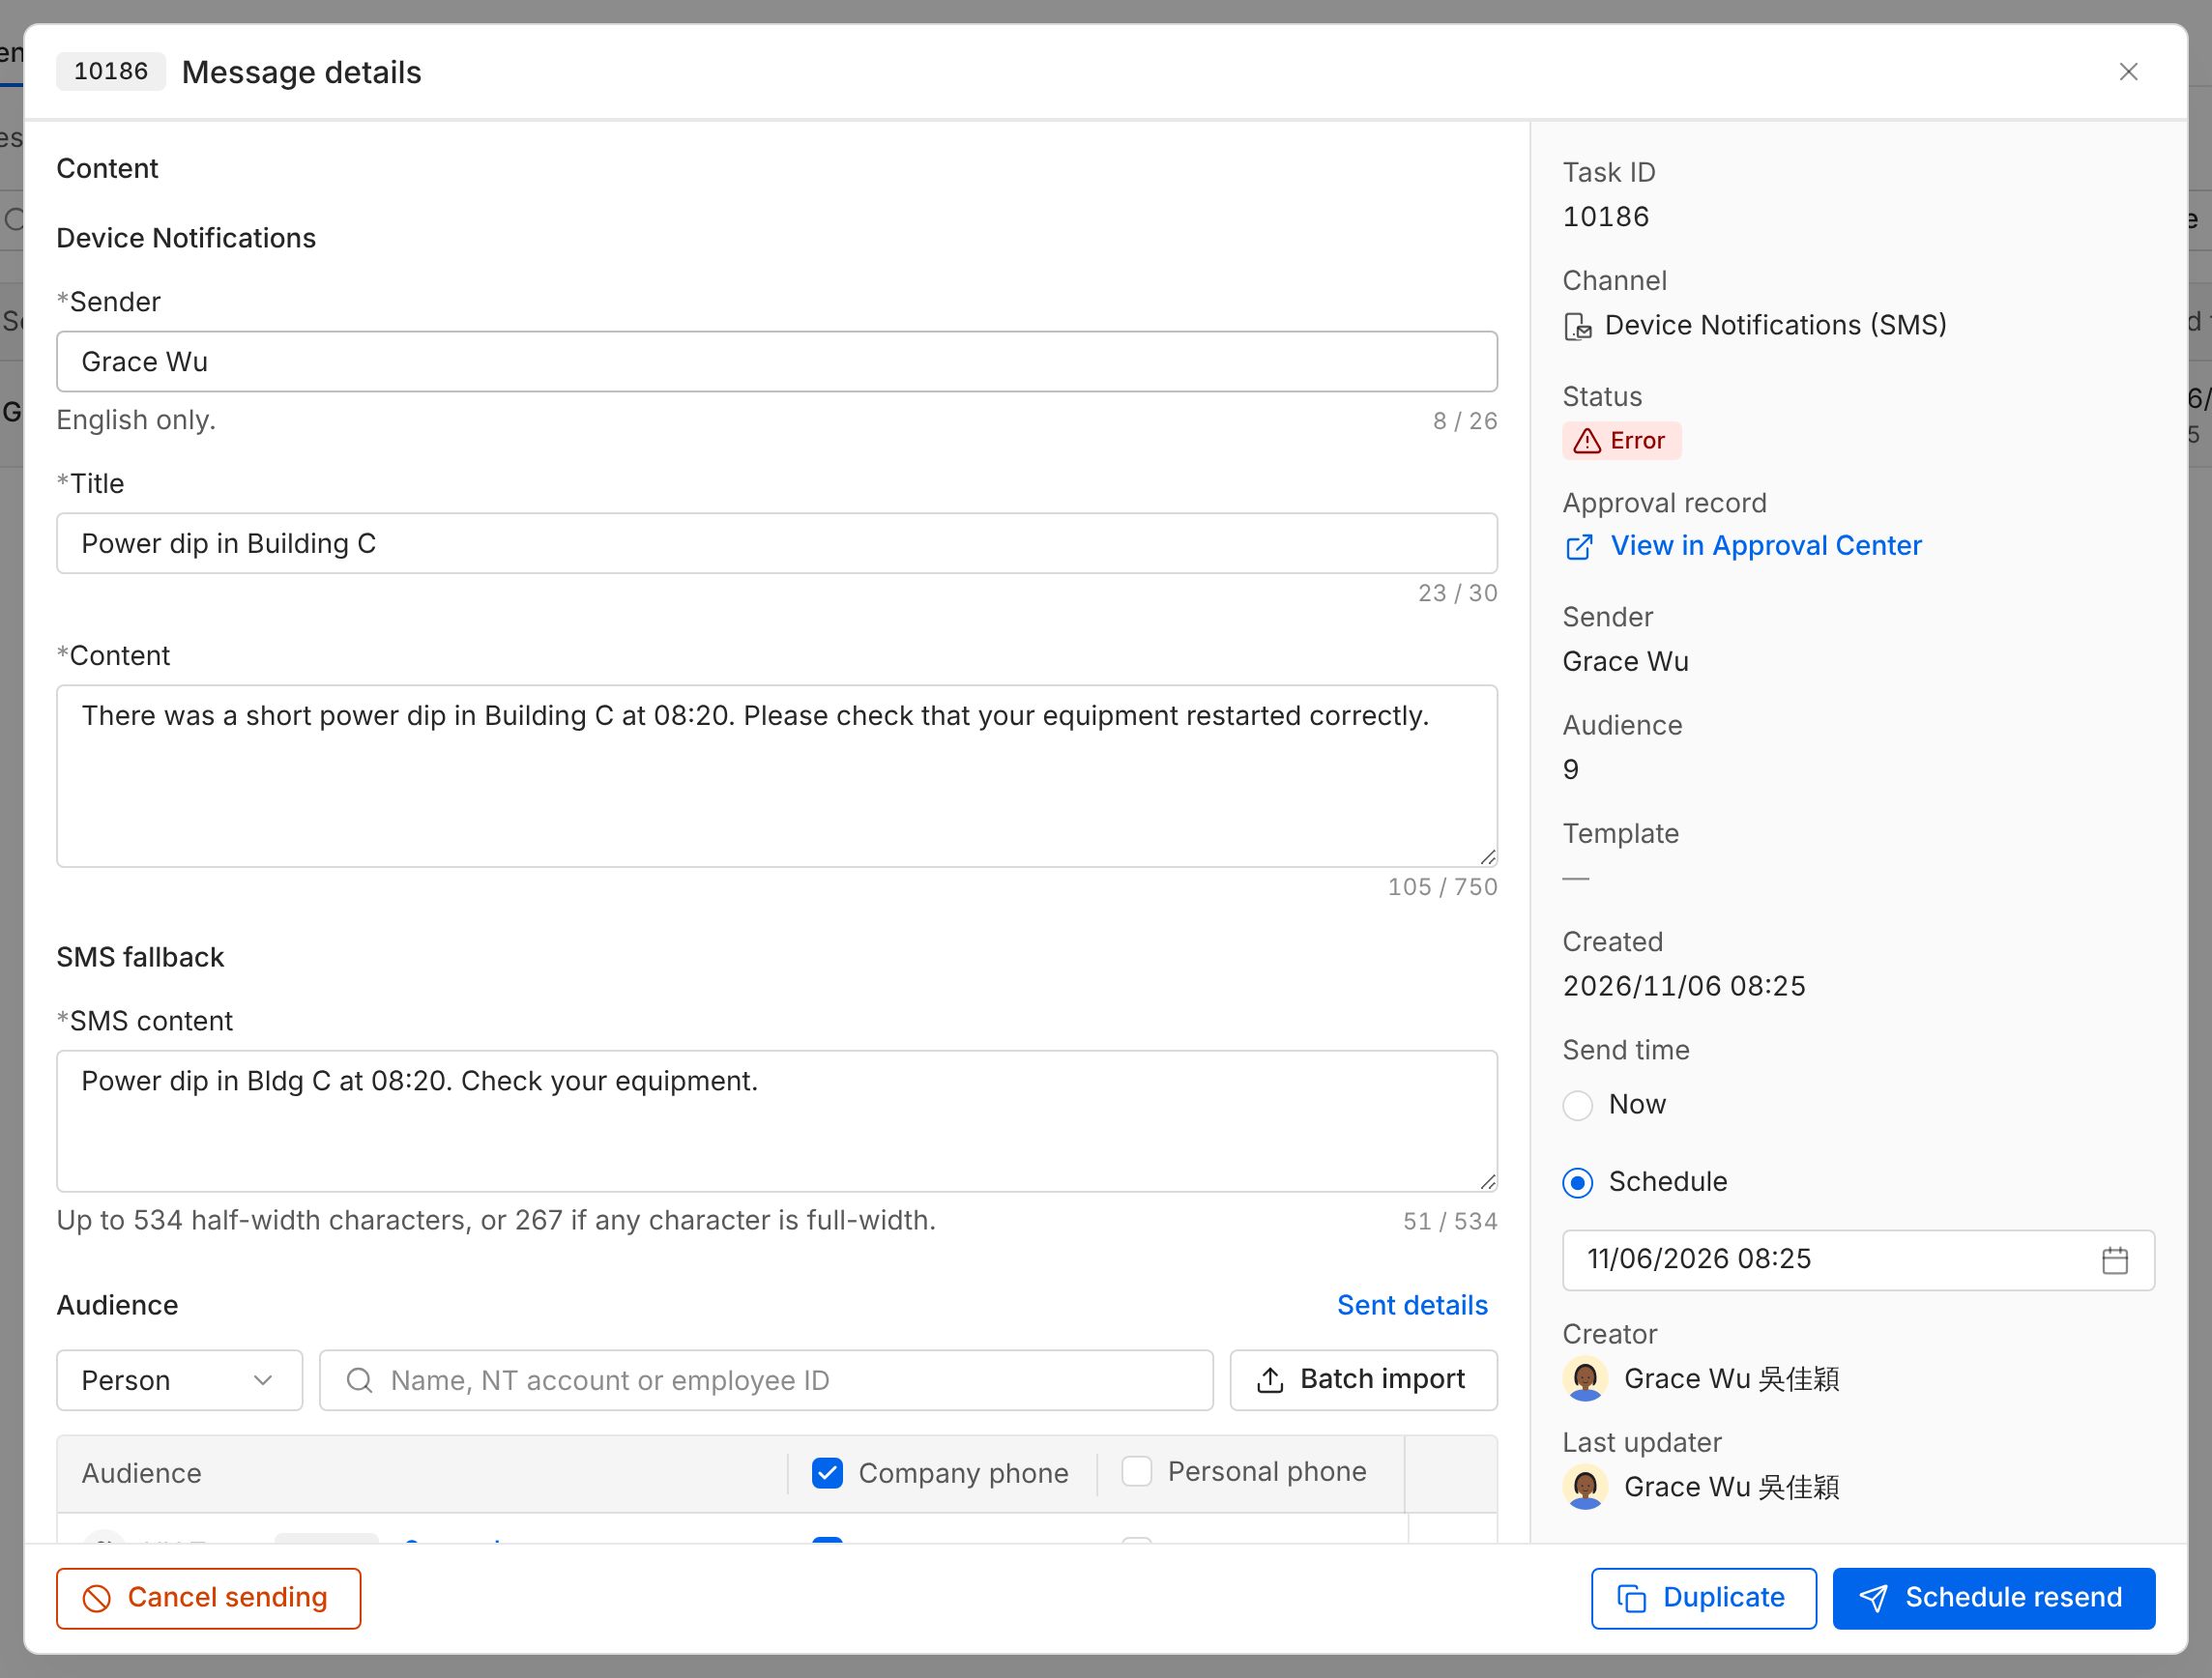 10186 Message details
Content
Device Notifications
*Sender
Grace Wu
English only. 8 / 26
*Title
Power dip in Building C
23 / 30
*Content
There was a short power dip in Building C at 08:20. Please check that your equipment restarted correctly.
105 / 750
SMS fallback
*SMS content
Power dip in Bldg C at 08:20. Check your equipment.
Up to 534 half-width characters, or 267 if any character is full-width. 51 / 534
Audience Sent details
Person Name, NT account or employee ID Batch import
Audience Company phone Personal phone
Task ID
10186
Channel
Device Notifications (SMS)
Status
Error
Approval record
View in Approval Center
Sender
Grace Wu
Audience
9
Template
—
Created
2026/11/06 08:25
Send time
Now
Schedule
11/06/2026 08:25
Creator
Grace Wu 吳佳穎
Last updater
Grace Wu 吳佳穎
Cancel sending Duplicate Schedule resend